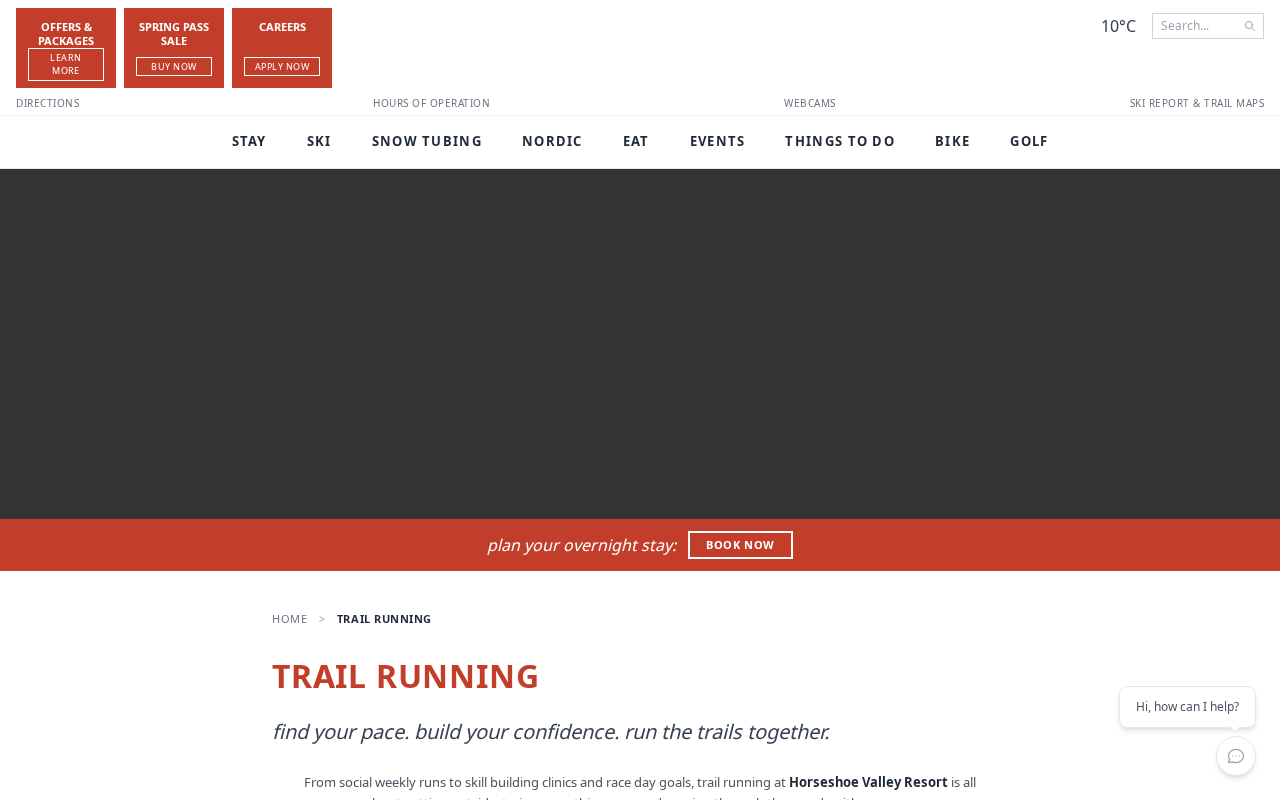 OFFERS &
PACKAGES
LEARN
MORE
SPRING PASS
SALE
BUY NOW
CAREERS
APPLY NOW
10°C
Search...
DIRECTIONS
HOURS OF OPERATION
WEBCAMS
SKI REPORT & TRAIL MAPS
STAY SKI SNOW TUBING NORDIC EAT EVENTS THINGS TO DO BIKE GOLF
plan your overnight stay: BOOK NOW
HOME > TRAIL RUNNING
TRAIL RUNNING
find your pace. build your confidence. run the trails together.
Hi, how can I help?
From social weekly runs to skill building clinics and race day goals, trail running at Horseshoe Valley Resort is all